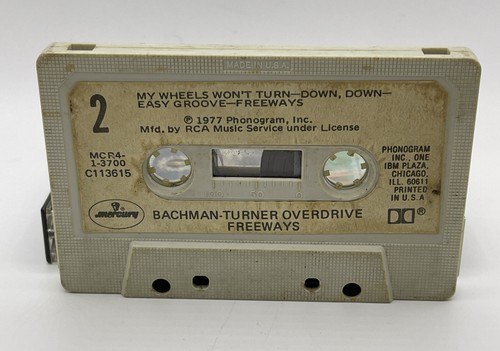 MADE IN U.S.A.
2
MY WHEELS WON'T TURN—DOWN, DOWN—
EASY GROOVE—FREEWAYS
℗ 1977 Phonogram, Inc.
Mfd. by RCA Music Service under License
MCR4-
1-3700
C113615
PHONOGRAM
INC., ONE
IBM PLAZA,
CHICAGO,
ILL. 60611
PRINTED
IN U.S.A
mercury
BACHMAN-TURNER OVERDRIVE
FREEWAYS
®